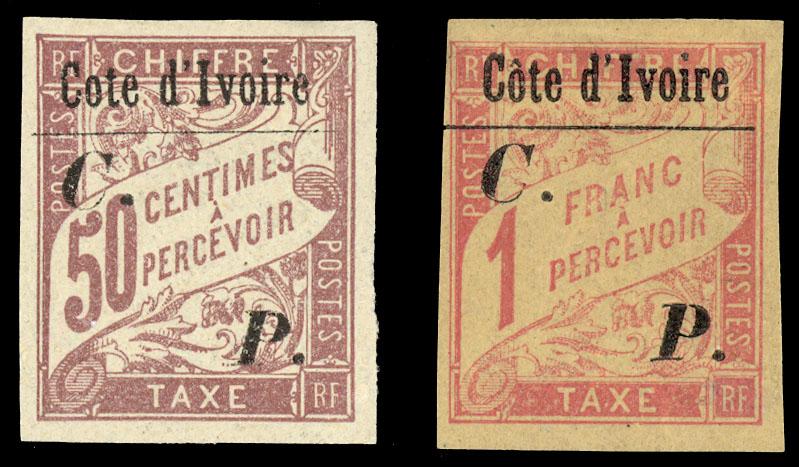 RF CHIFFRE
Cote d'Ivoire
POSTES
C.
50 CENTIMES
À
PERCEVOIR
POSTES
P.
TAXE RF
RF CHIFFRE
Côte d'Ivoire
POSTES
C.
1 FRANC
À
PERCEVOIR
POSTES
P.
TAXE RF